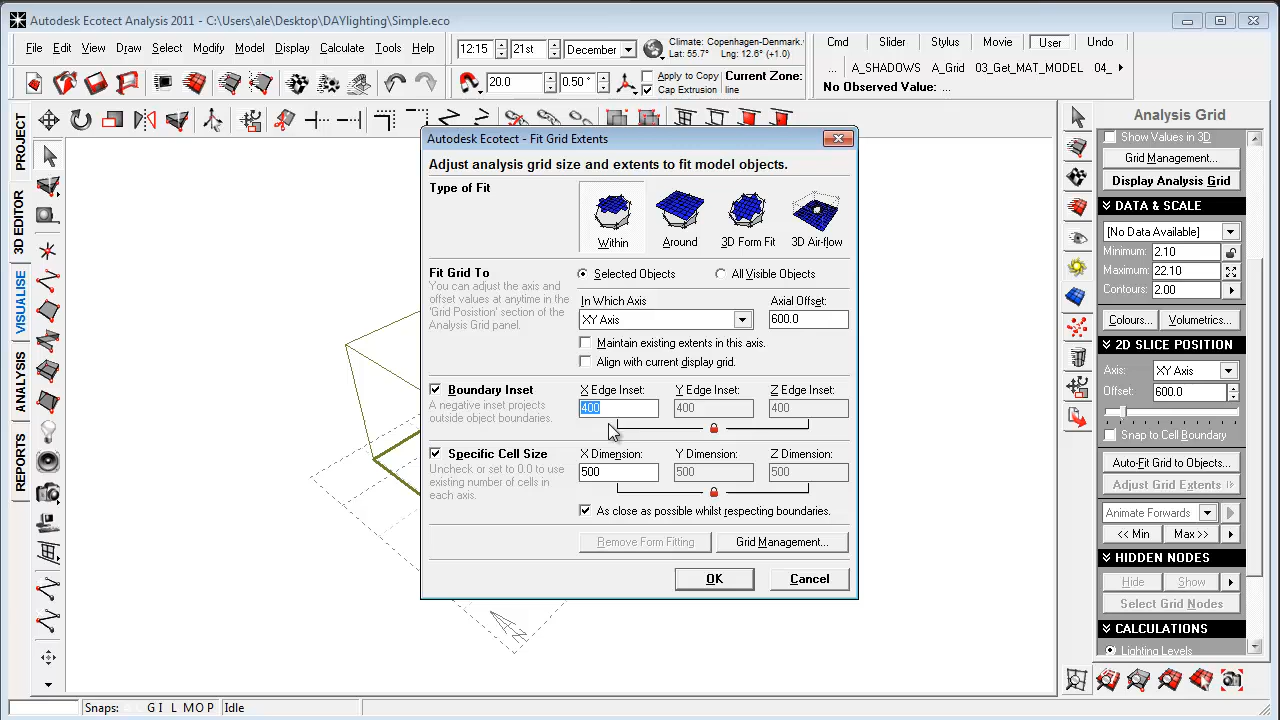 Autodesk Ecotect Analysis 2011 - C:\Users\ale\Desktop\DAYlighting\Simple.eco
File Edit View Draw Select Modify Model Display Calculate Tools Help
12:15 21st December
Climate: Copenhagen-Denmark.
Lat: 55.7° Lng: 12.6° (+1.0)
Cmd Slider Stylus Movie User Undo
A_SHADOWS A_Grid 03_Get_MAT_MODEL 04_
No Observed Value: ...
20.0 0.50 °
Apply to Copy
Cap Extrusion
Current Zone:
line
PROJECT
3D EDITOR
VISUALISE
ANALYSIS
REPORTS
Autodesk Ecotect - Fit Grid Extents
Adjust analysis grid size and extents to fit model objects.
Type of Fit
Within Around 3D Form Fit 3D Air-flow
Fit Grid To
You can adjust the axis and
offset values at anytime in the
'Grid Posistion' section of the
Analysis Grid panel.
Selected Objects All Visible Objects
In Which Axis Axial Offset:
XY Axis 600.0
Maintain existing extents in this axis.
Align with current display grid.
Boundary Inset
A negative inset projects
outside object boundaries.
X Edge Inset: Y Edge Inset: Z Edge Inset:
400 400 400
Specific Cell Size
Uncheck or set to 0.0 to use
existing number of cells in
each axis.
X Dimension: Y Dimension: Z Dimension:
500 500 500
As close as possible whilst respecting boundaries.
Remove Form Fitting Grid Management...
OK Cancel
N
Analysis Grid
Show Values in 3D
Grid Management...
Display Analysis Grid
DATA & SCALE
[No Data Available]
Minimum: 2.10
Maximum: 22.10
Contours: 2.00
Colours... Volumetrics...
2D SLICE POSITION
Axis: XY Axis
Offset: 600.0
Snap to Cell Boundary
Auto-Fit Grid to Objects...
Adjust Grid Extents
Animate Forwards
<< Min Max >>
HIDDEN NODES
Hide Show
Select Grid Nodes
CALCULATIONS
Lighting Levels
Snaps: G I L M O P Idle